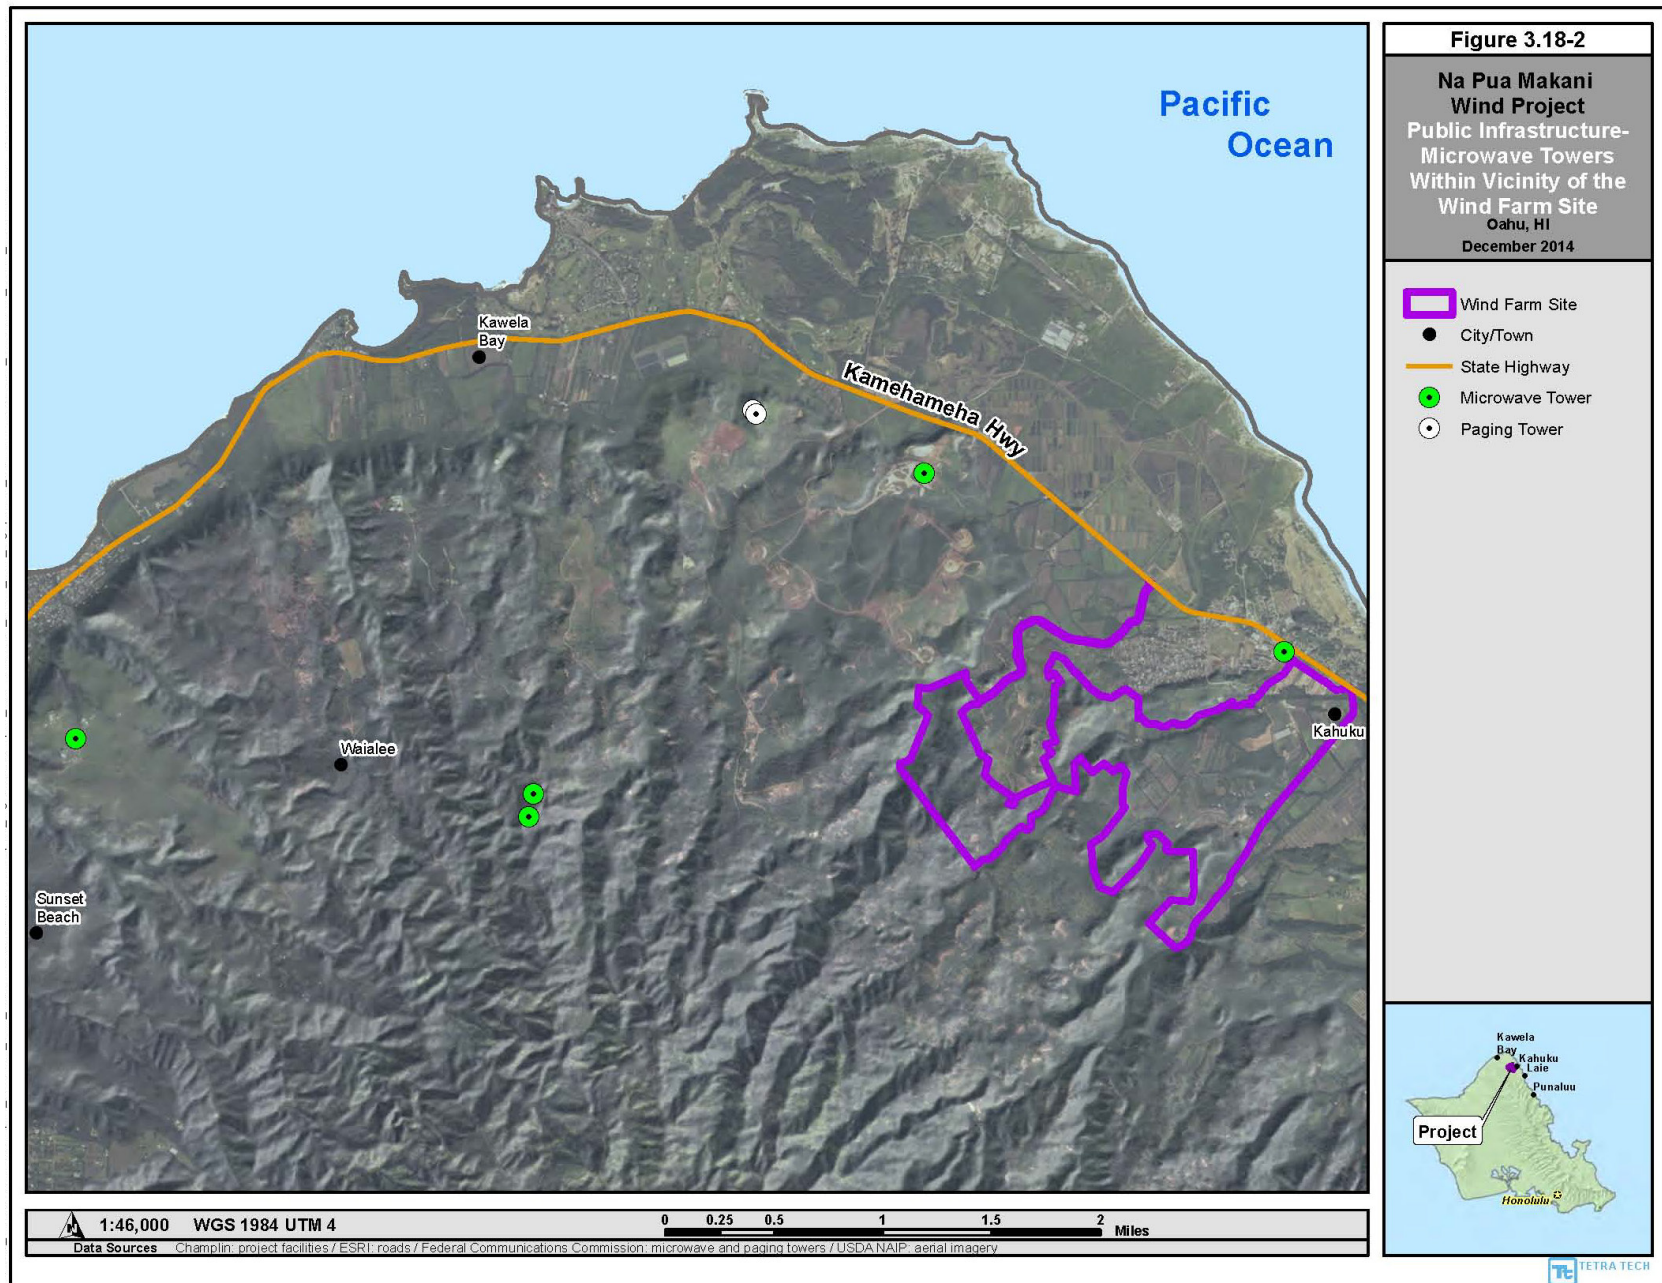 Pacific
Ocean
Kawela
Bay
Kamehameha Hwy
Kahuku
Waialee
Sunset
Beach
Figure 3.18-2
Na Pua Makani
Wind Project
Public Infrastructure-
Microwave Towers
Within Vicinity of the
Wind Farm Site
Oahu, HI
December 2014
Wind Farm Site
City/Town
State Highway
Microwave Tower
Paging Tower
Kawela
Bay
Kahuku
Laie
Punaluu
Project
Honolulu
N
1:46,000 WGS 1984 UTM 4
0 0.25 0.5 1 1.5 2
Miles
Data Sources Champlin: project facilities / ESRI: roads / Federal Communications Commission: microwave and paging towers / USDA NAIP: aerial imagery
Tt TETRA TECH